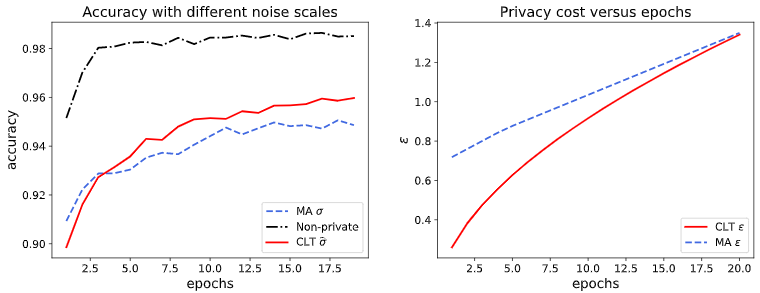 Accuracy with different noise scales
accuracy
0.98
0.96
0.94
0.92
0.90
2.5 5.0 7.5 10.0 12.5 15.0 17.5
epochs
MA σ
Non-private
CLT σ̃
Privacy cost versus epochs
ε
1.4
1.2
1.0
0.8
0.6
0.4
2.5 5.0 7.5 10.0 12.5 15.0 17.5 20.0
epochs
CLT ε
MA ε